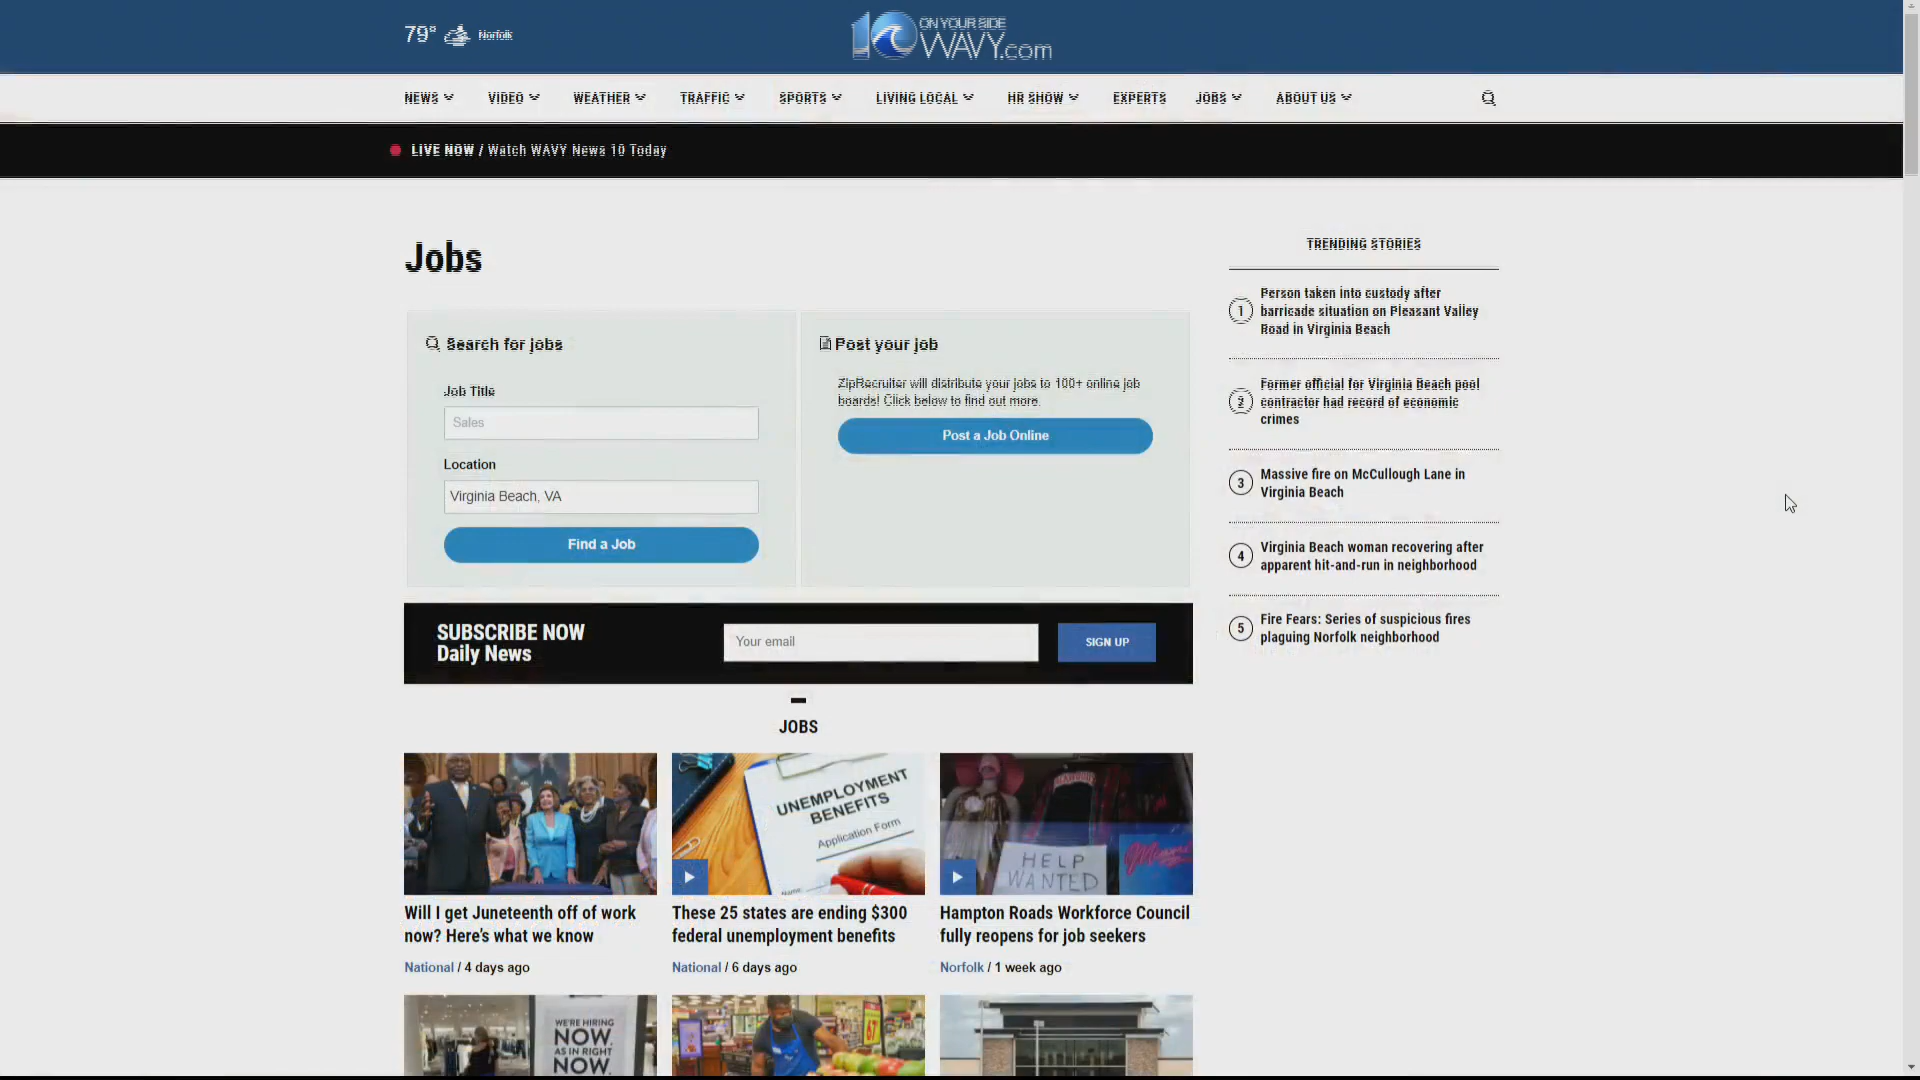 79° Norfolk
10 ON YOUR SIDE
WAVY.com
NEWS VIDEO WEATHER TRAFFIC SPORTS LIVING LOCAL HR SHOW EXPERTS JOBS ABOUT US
LIVE NOW / Watch WAVY News 10 Today
Jobs
Search for jobs
Job Title
Sales
Location
Virginia Beach, VA
Find a Job
Post your job
ZipRecruiter will distribute your jobs to 100+ online job
boards! Click below to find out more.
Post a Job Online
SUBSCRIBE NOW
Daily News
Your email
SIGN UP
JOBS
UNEMPLOYMENT
BENEFITS
Application Form
Name:
HELP
WANTED
Will I get Juneteenth off of work
now? Here's what we know
National / 4 days ago
These 25 states are ending $300
federal unemployment benefits
National / 6 days ago
Hampton Roads Workforce Council
fully reopens for job seekers
Norfolk / 1 week ago
WE'RE HIRING
NOW.
AS IN RIGHT
NOW.
TRENDING STORIES
1 Person taken into custody after
barricade situation on Pleasant Valley
Road in Virginia Beach
2 Former official for Virginia Beach pool
contractor had record of economic
crimes
3 Massive fire on McCullough Lane in
Virginia Beach
4 Virginia Beach woman recovering after
apparent hit-and-run in neighborhood
5 Fire Fears: Series of suspicious fires
plaguing Norfolk neighborhood